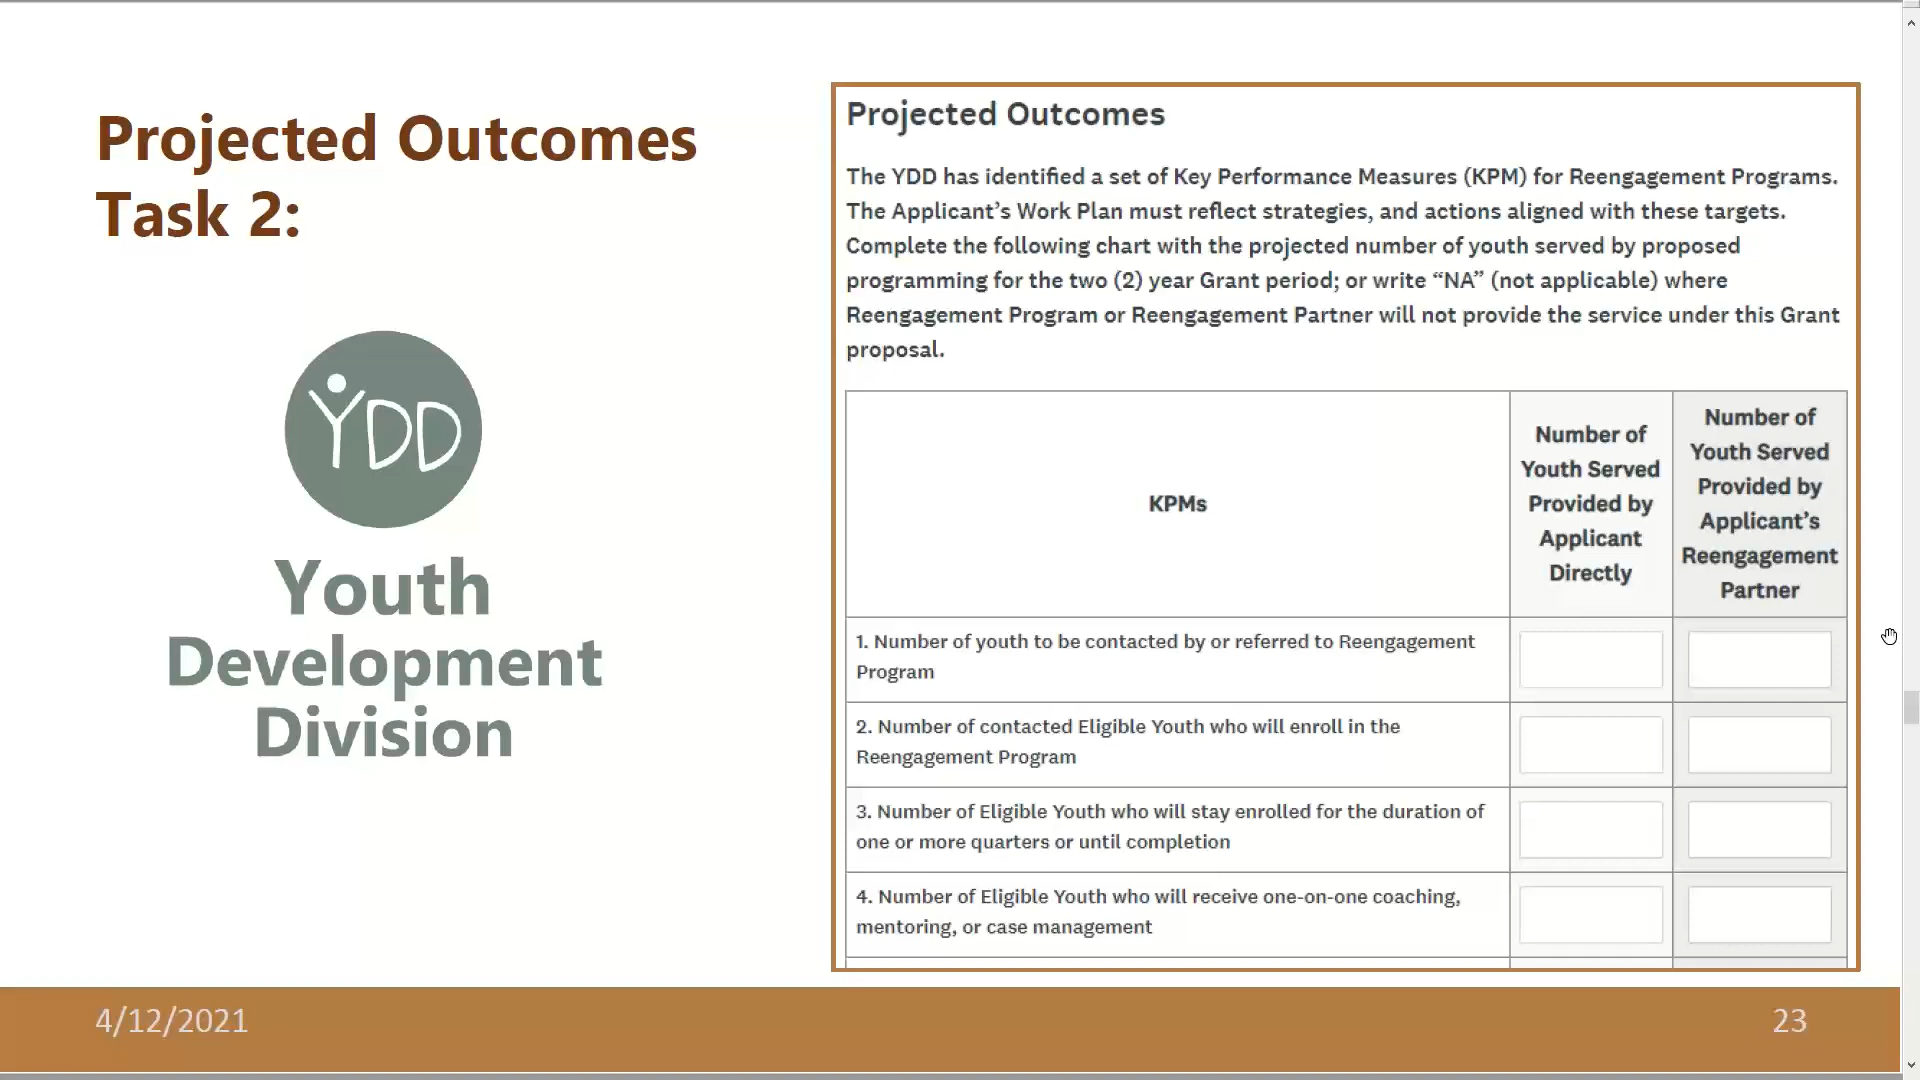 Projected Outcomes
Task 2:
YDD
Youth
Development
Division
Projected Outcomes
The YDD has identified a set of Key Performance Measures (KPM) for Reengagement Programs.
The Applicant’s Work Plan must reflect strategies, and actions aligned with these targets.
Complete the following chart with the projected number of youth served by proposed
programming for the two (2) year Grant period; or write “NA” (not applicable) where
Reengagement Program or Reengagement Partner will not provide the service under this Grant
proposal.
KPMs
Number of
Youth Served
Provided by
Applicant
Directly
Number of
Youth Served
Provided by
Applicant’s
Reengagement
Partner
1. Number of youth to be contacted by or referred to Reengagement
Program
2. Number of contacted Eligible Youth who will enroll in the
Reengagement Program
3. Number of Eligible Youth who will stay enrolled for the duration of
one or more quarters or until completion
4. Number of Eligible Youth who will receive one-on-one coaching,
mentoring, or case management
4/12/2021
23